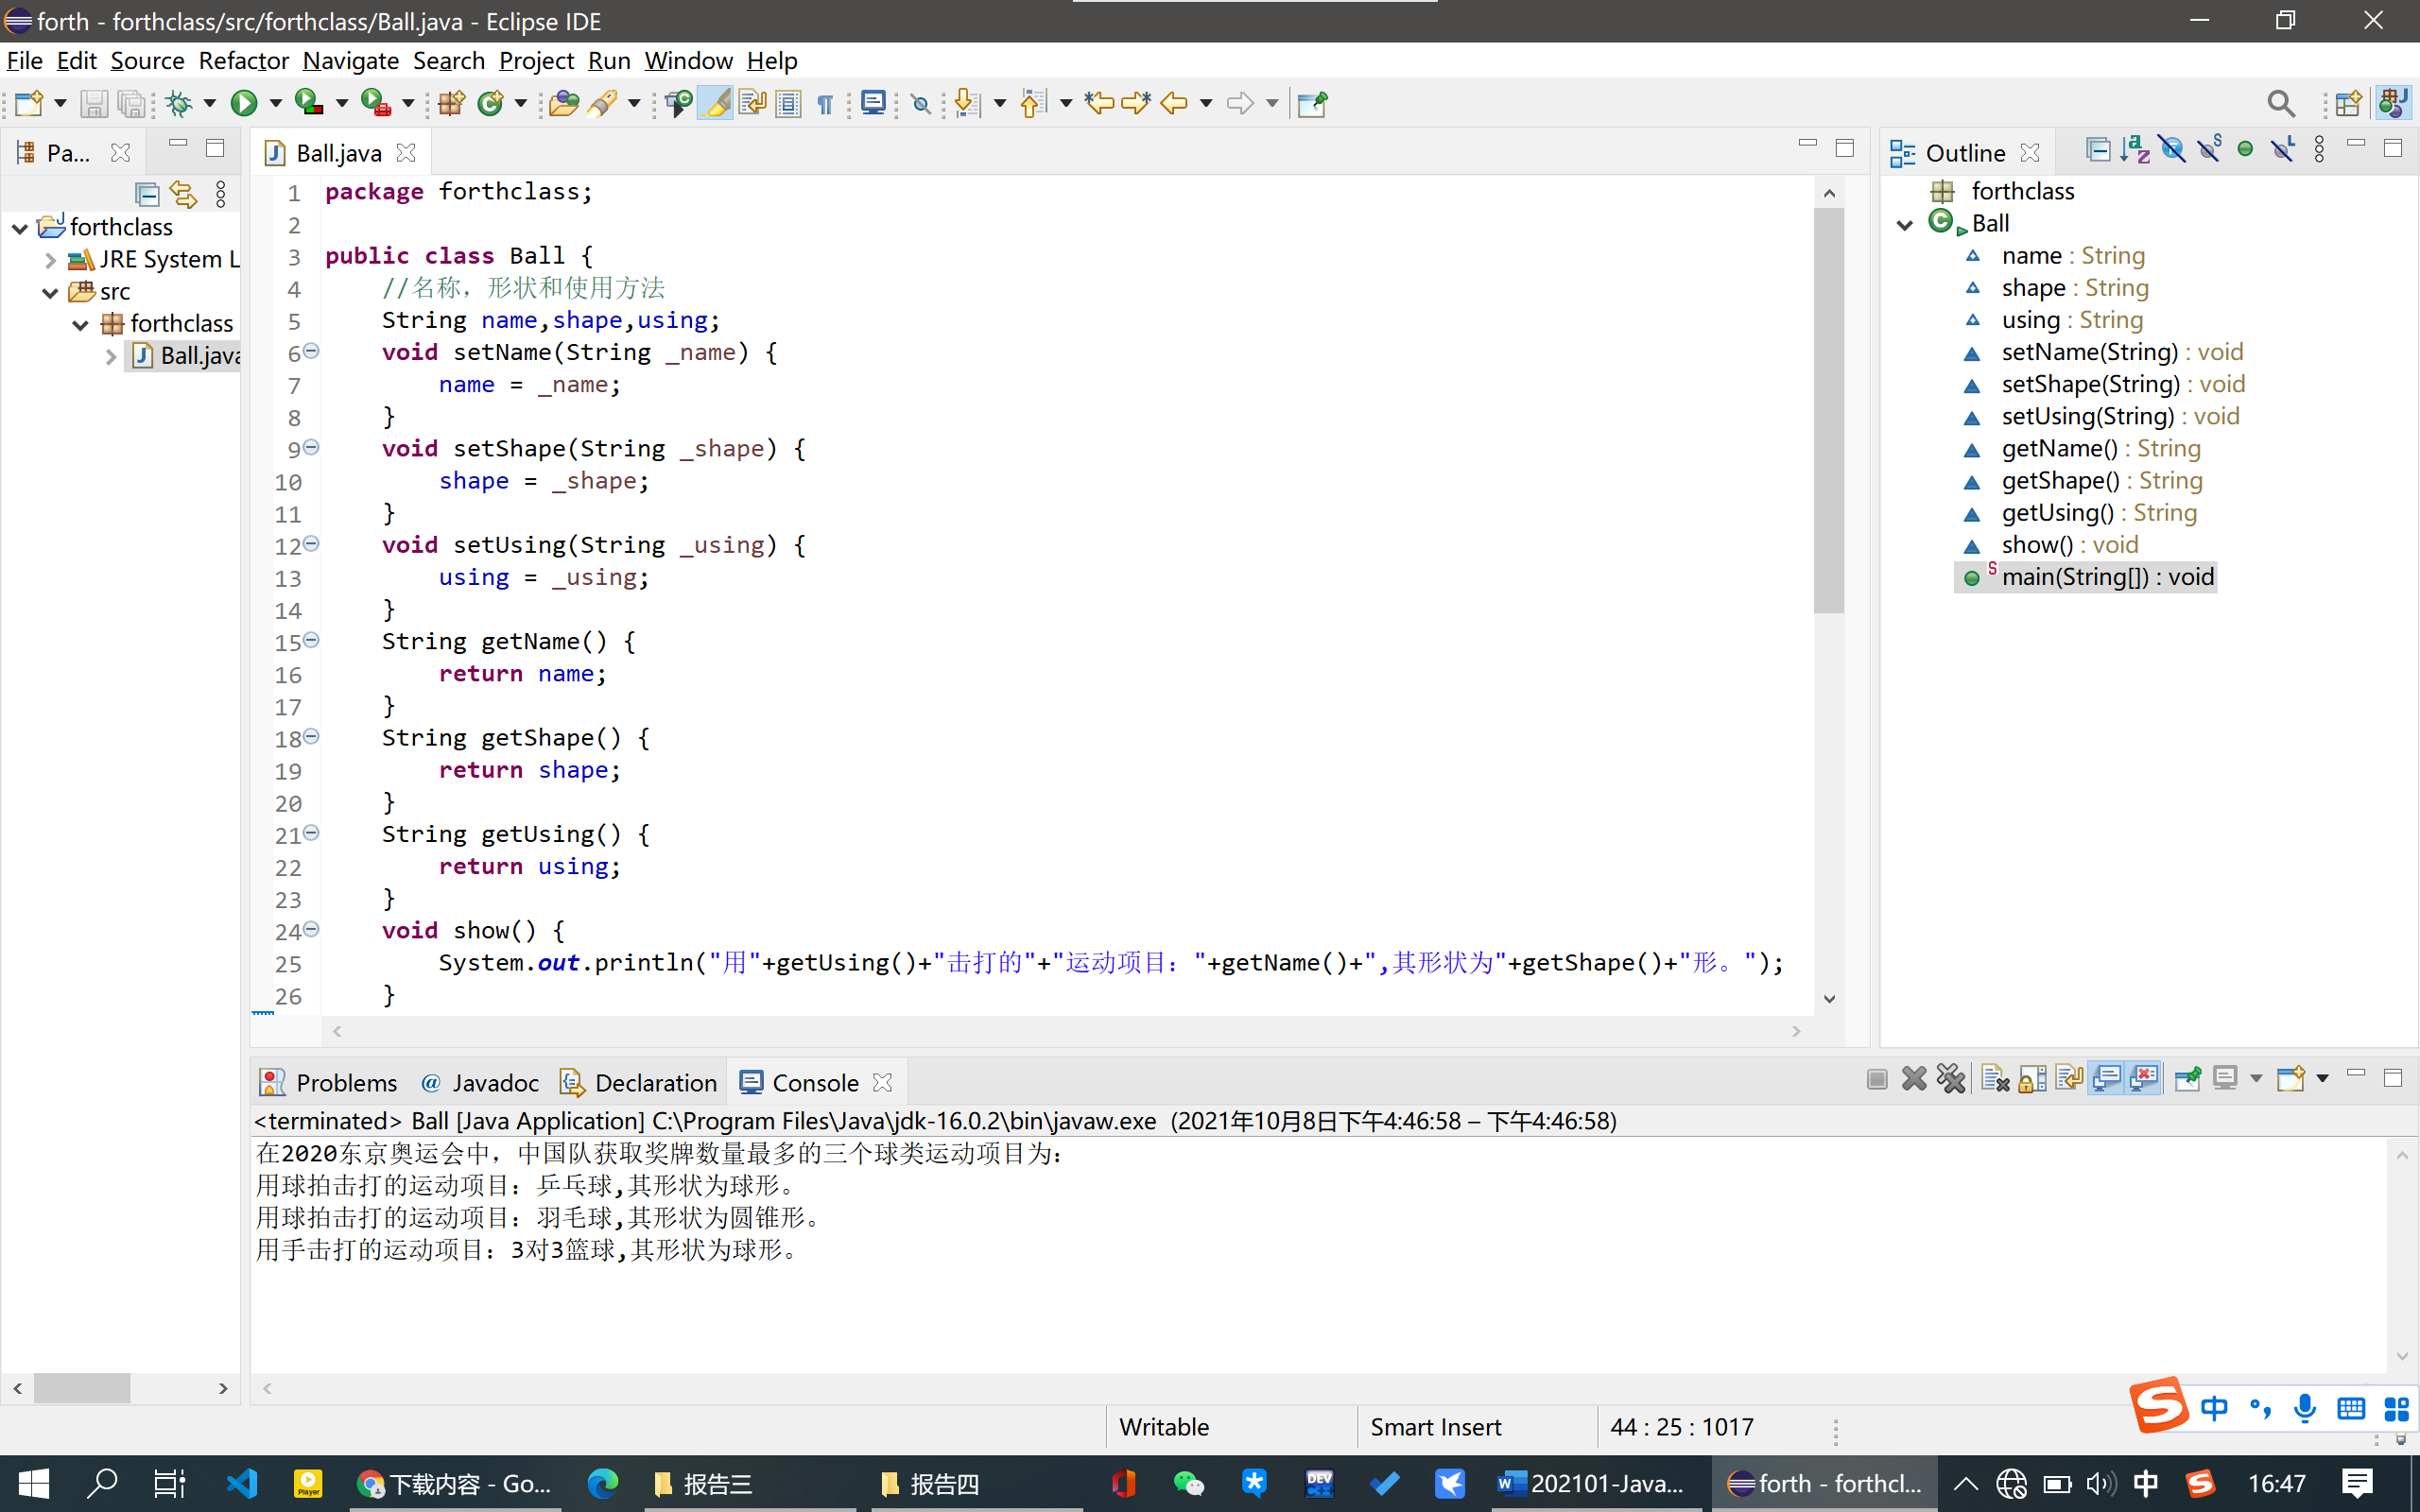 forth - forthclass/src/forthclass/Ball.java - Eclipse IDE
File Edit Source Refactor Navigate Search Project Run Window Help
Pa...
forthclass
JRE System L
src
forthclass
Ball.java
Ball.java
1 package forthclass;
2
3 public class Ball {
4 //名称，形状和使用方法
5 String name,shape,using;
6 void setName(String _name) {
7 name = _name;
8 }
9 void setShape(String _shape) {
10 shape = _shape;
11 }
12 void setUsing(String _using) {
13 using = _using;
14 }
15 String getName() {
16 return name;
17 }
18 String getShape() {
19 return shape;
20 }
21 String getUsing() {
22 return using;
23 }
24 void show() {
25 System.out.println("用"+getUsing()+"击打的"+"运动项目："+getName()+",其形状为"+getShape()+"形。");
26 }
Outline
forthclass
Ball
name : String
shape : String
using : String
setName(String) : void
setShape(String) : void
setUsing(String) : void
getName() : String
getShape() : String
getUsing() : String
show() : void
main(String[]) : void
Problems @ Javadoc Declaration Console
<terminated> Ball [Java Application] C:\Program Files\Java\jdk-16.0.2\bin\javaw.exe (2021年10月8日下午4:46:58 – 下午4:46:58)
在2020东京奥运会中，中国队获取奖牌数量最多的三个球类运动项目为：
用球拍击打的运动项目：乒乓球,其形状为球形。
用球拍击打的运动项目：羽毛球,其形状为圆锥形。
用手击打的运动项目：3对3篮球,其形状为球形。
中
Writable Smart Insert 44 : 25 : 1017
Player 下载内容 - Go... 报告三 报告四 DEV C++ 202101-Java... forth - forthcl... 中 16:47